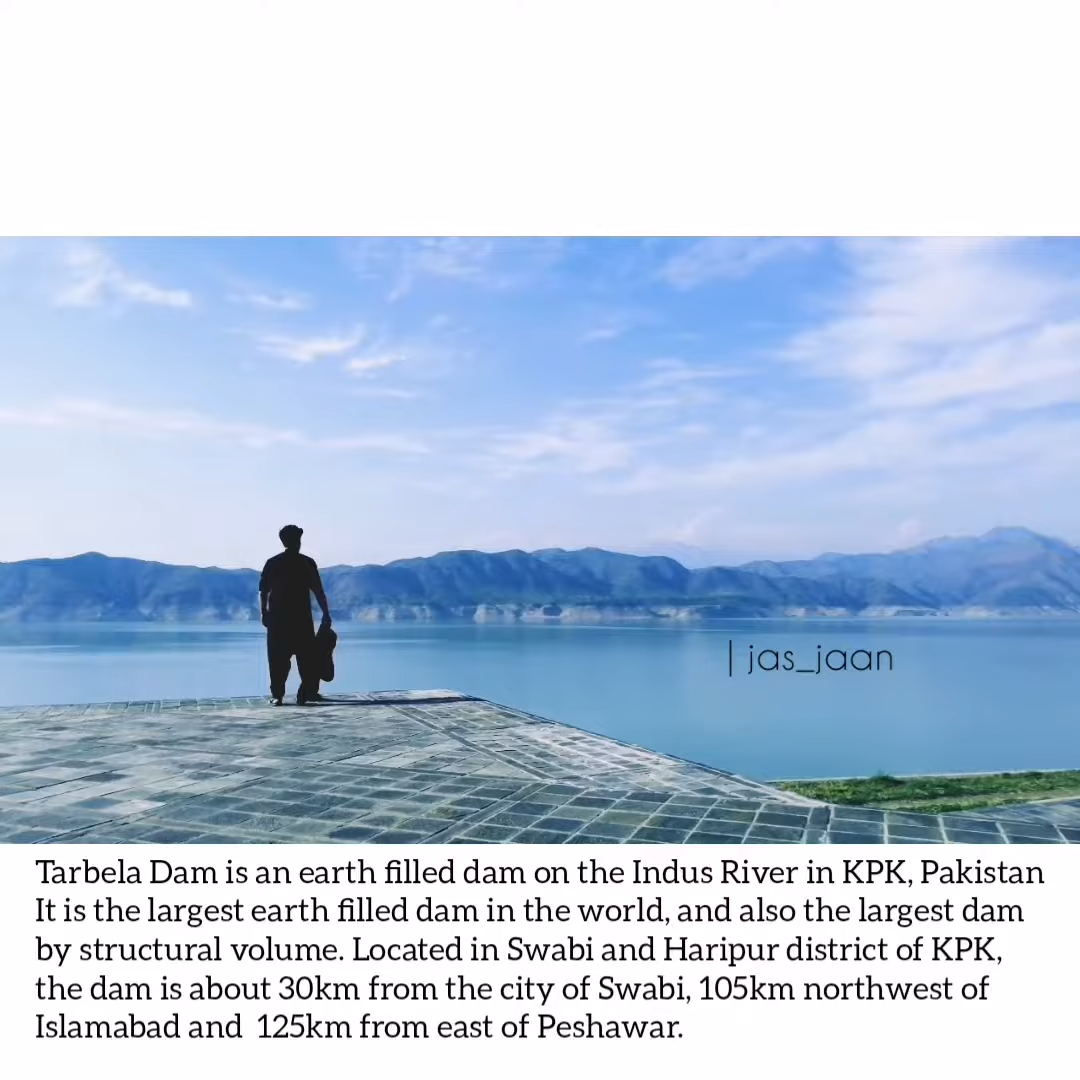 | jas_jaan
Tarbela Dam is an earth filled dam on the Indus River in KPK, Pakistan
It is the largest earth filled dam in the world, and also the largest dam
by structural volume. Located in Swabi and Haripur district of KPK,
the dam is about 30km from the city of Swabi, 105km northwest of
Islamabad and  125km from east of Peshawar.